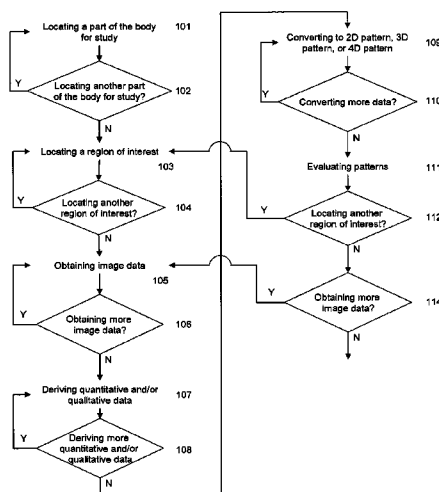 Locating a part of the body
for study
101
Y
Locating another part
of the body for study?
102
N
Locating a region of interest
103
Y
Locating another
region of interest?
104
N
Obtaining image data
105
Y
Obtaining more
image data?
106
N
Deriving quantitative and/or
qualitative data
107
Y
Deriving more
quantitative and/or
qualitative data
108
N
Converting to 2D pattern, 3D
pattern, or 4D pattern
109
Y
Converting more data?
110
N
Evaluating patterns
111
Y
Locating another
region of interest?
112
N
Y
Obtaining more
image data?
114
N